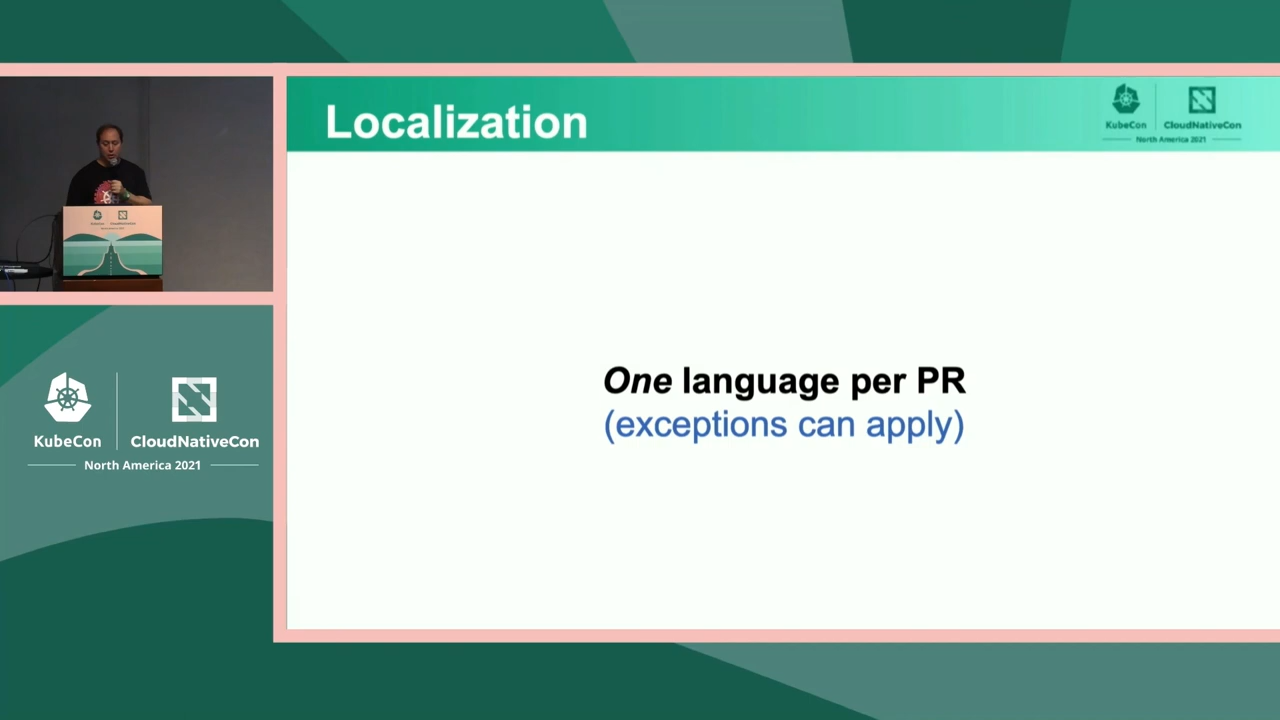 Localization
KubeCon
CloudNativeCon
North America 2021
One language per PR
(exceptions can apply)
KubeCon
CloudNativeCon
North America 2021